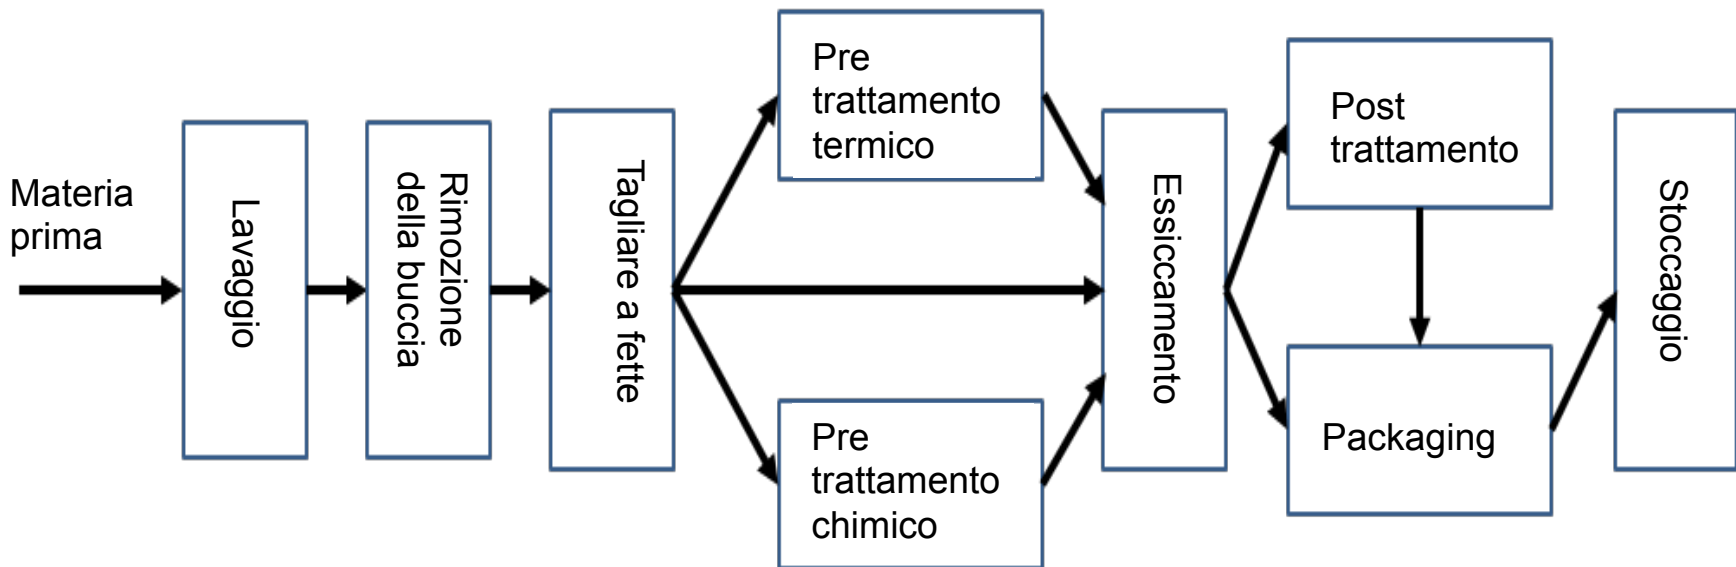 Materia
prima
Lavaggio
Rimozione
della buccia
Tagliare a fette
Pre
trattamento
termico
Pre
trattamento
chimico
Essiccamento
Post
trattamento
Packaging
Stoccaggio